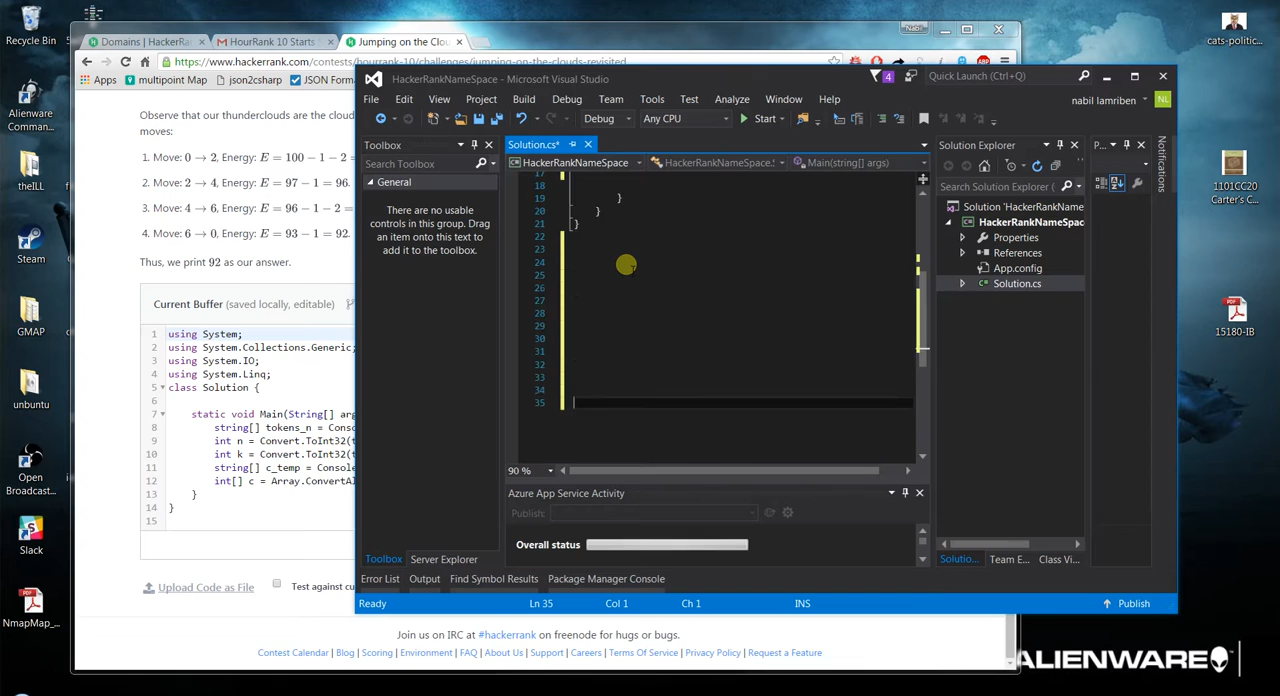 Recycle Bin
Alienware
Comman...
theILL
Steam
GMAP
unbuntu
Open
Broadcast...
Slack
NmapMap_...
cats-politic...
1101CC20
Carter's C...
15180-IB
ALIENWARE
Domains | HackerRa
HourRank 10 Starts
Jumping on the Clou
Nabil
https://www.hackerrank.com/contests/hourrank-10/challenges/jumping-on-the-clouds-revisited
Apps
multipoint Map
json2csharp
JSON Form
Observe that our thunderclouds are the cloud
moves:
1. Move: 0 → 2, Energy: E = 100 − 1 − 2 =
2. Move: 2 → 4, Energy: E = 97 − 1 = 96.
3. Move: 4 → 6, Energy: E = 96 − 1 − 2 =
4. Move: 6 → 0, Energy: E = 93 − 1 = 92.
Thus, we print 92 as our answer.
Current Buffer (saved locally, editable)
1 using System;
2 using System.Collections.Generic;
3 using System.IO;
4 using System.Linq;
5 class Solution {
6
7 static void Main(String[] arg
8 string[] tokens_n = Conso
9 int n = Convert.ToInt32(t
10 int k = Convert.ToInt32(t
11 string[] c_temp = Console
12 int[] c = Array.ConvertAl
13 }
14 }
15
Upload Code as File
Test against cu
Join us on IRC at #hackerrank on freenode for hugs or bugs.
Contest Calendar | Blog | Scoring | Environment | FAQ | About Us | Support | Careers | Terms Of Service | Privacy Policy | Request a Feature
HackerRankNameSpace - Microsoft Visual Studio
4
Quick Launch (Ctrl+Q)
File Edit View Project Build Debug Team Tools Test Analyze Window Help
nabil lamriben
NL
Debug
Any CPU
Start
Toolbox
Search Toolbox
General
There are no usable
controls in this group. Drag
an item onto this text to
add it to the toolbox.
Toolbox Server Explorer
Solution.cs*
HackerRankNameSpace
HackerRankNameSpace.S
Main(string[] args)
17
18
19 }
20 }
21 }
22
23
24
25
26
27
28
29
30
31
32
33
34
35
90 %
Azure App Service Activity
Publish:
Overall status
Solution Explorer
Search Solution Explorer (
Solution 'HackerRankName
HackerRankNameSpac
Properties
References
App.config
Solution.cs
Solutio... Team E... Class Vi...
P...
Notifications
Error List Output Find Symbol Results Package Manager Console
Ready
Ln 35
Col 1
Ch 1
INS
Publish